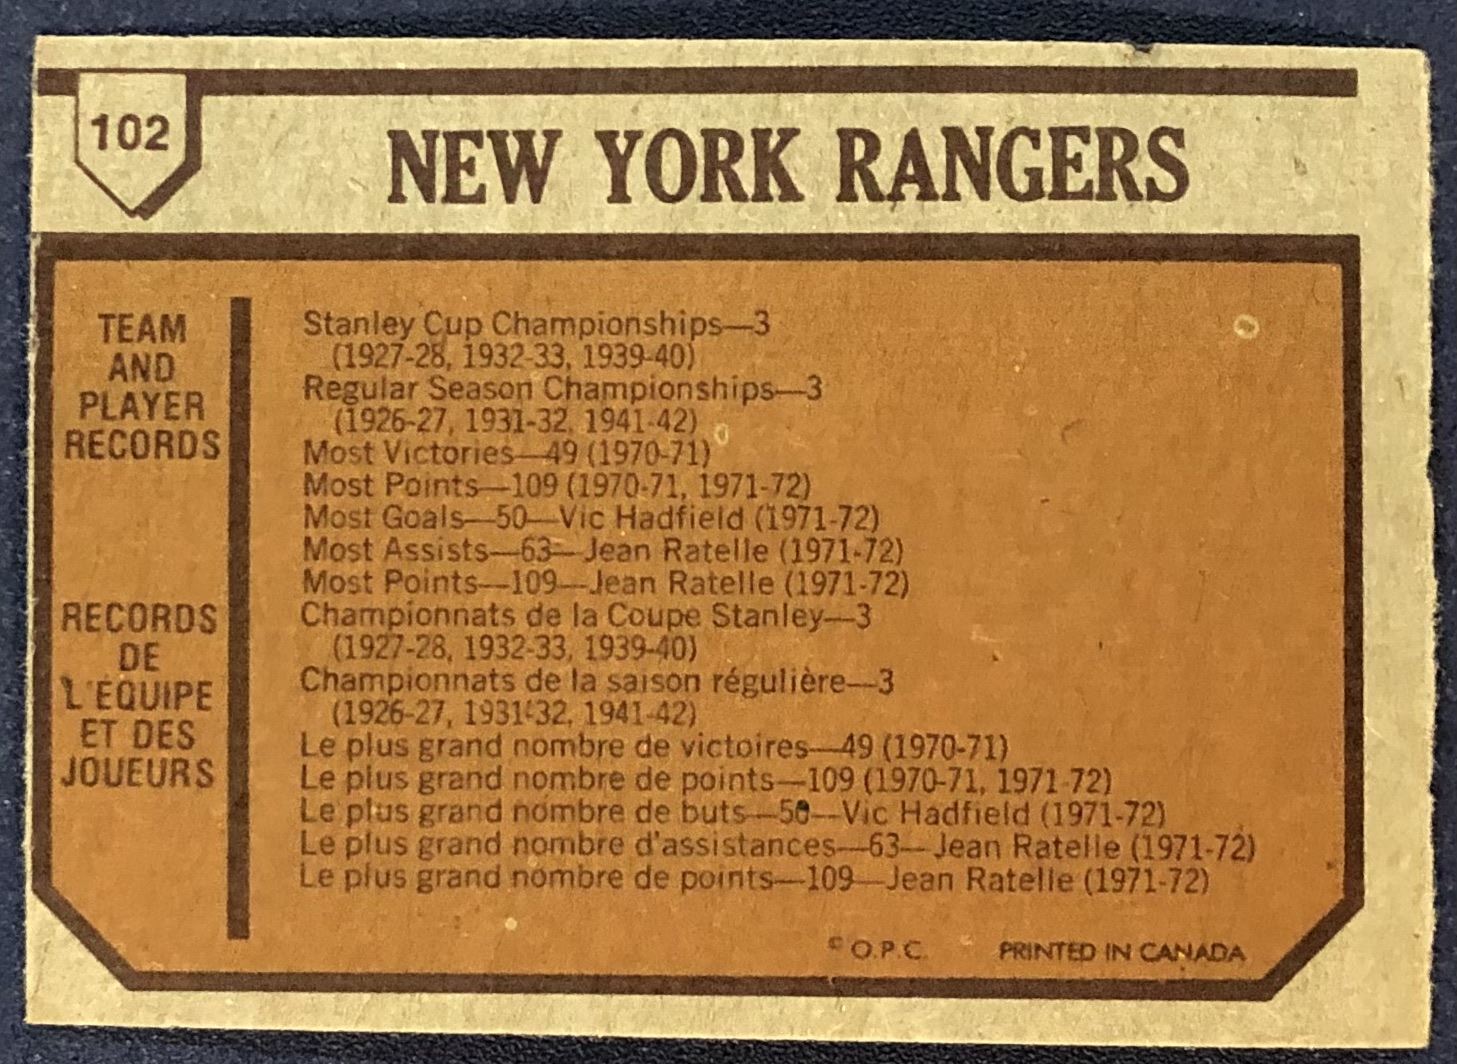 102
NEW YORK RANGERS
TEAM
AND
PLAYER
RECORDS
Stanley Cup Championships—3
(1927-28, 1932-33, 1939-40)
Regular Season Championships—3
(1926-27, 1931-32, 1941-42)
Most Victories—49 (1970-71)
Most Points—109 (1970-71, 1971-72)
Most Goals—50—Vic Hadfield (1971-72)
Most Assists—63—Jean Ratelle (1971-72)
Most Points—109—Jean Ratelle (1971-72)
RECORDS
DE
L'EQUIPE
ET DES
JOUEURS
Championnats de la Coupe Stanley—3
(1927-28, 1932-33, 1939-40)
Championnats de la saison régulière—3
(1926-27, 1931-32, 1941-42)
Le plus grand nombre de victoires—49 (1970-71)
Le plus grand nombre de points—109 (1970-71, 1971-72)
Le plus grand nombre de buts—50—Vic Hadfield (1971-72)
Le plus grand nombre d'assistances—63—Jean Ratelle (1971-72)
Le plus grand nombre de points—109—Jean Ratelle (1971-72)
© O.P.C. PRINTED IN CANADA